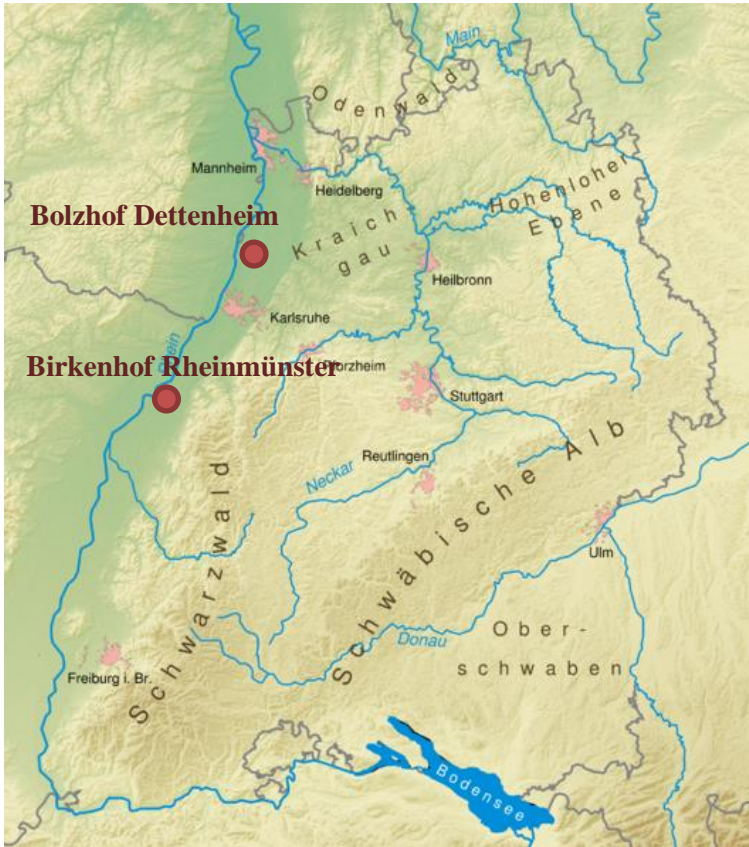 Main
Odenwald
Mannheim
Heidelberg
Bolzhof Dettenheim
Hohenloher
Ebene
Kraich
gau
Heilbronn
Karlsruhe
Rhein
Birkenhof Rheinmünster
Pforzheim
Stuttgart
Reutlingen
Neckar
Schwäbische Alb
Schwarzwald
Ulm
Donau
Ober-
schwaben
Freiburg i. Br.
Bodensee